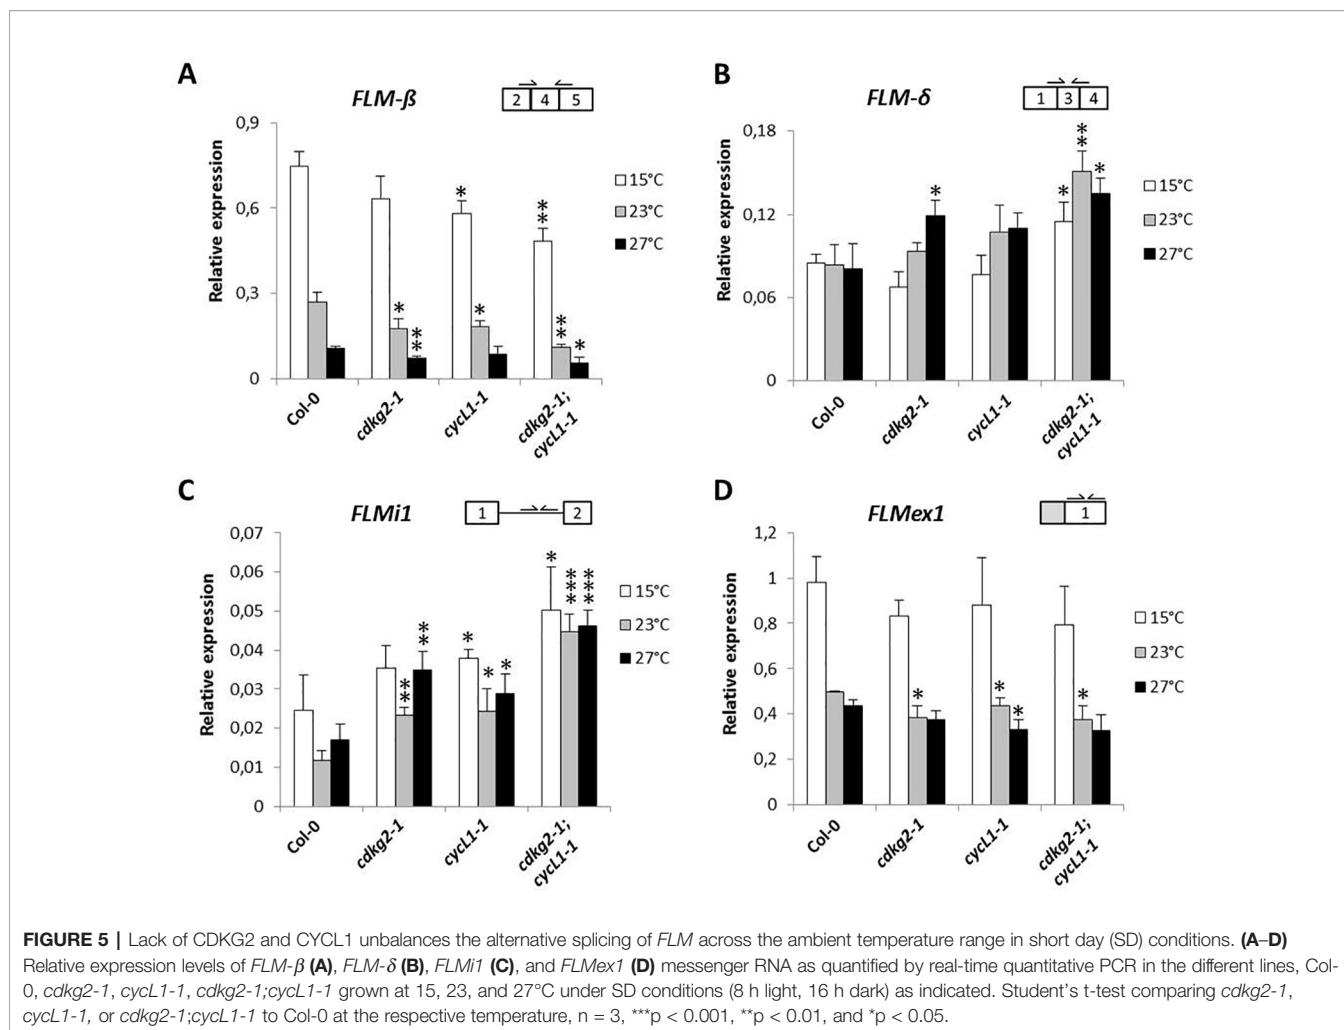 A
FLM-ß
2 4 5
Relative expression
0,9
0,6
0,3
0
15°C
23°C
27°C
* ** * * ** ** *
Col-0
cdkg2-1
cycL1-1
cdkg2-1;
cycL1-1
B
FLM-δ
1 3 4
Relative expression
0,18
0,12
0,06
0
15°C
23°C
27°C
* * ** *
Col-0
cdkg2-1
cycL1-1
cdkg2-1;
cycL1-1
C
FLMi1
1 2
Relative expression
0,07
0,06
0,05
0,04
0,03
0,02
0,01
0
15°C
23°C
27°C
** ** * * * * *** ***
Col-0
cdkg2-1
cycL1-1
cdkg2-1;
cycL1-1
D
FLMex1
1
Relative expression
1,2
1
0,8
0,6
0,4
0,2
0
15°C
23°C
27°C
* * * *
Col-0
cdkg2-1
cycL1-1
cdkg2-1;
cycL1-1
FIGURE 5 | Lack of CDKG2 and CYCL1 unbalances the alternative splicing of FLM across the ambient temperature range in short day (SD) conditions. (A–D)
Relative expression levels of FLM-β (A), FLM-δ (B), FLMi1 (C), and FLMex1 (D) messenger RNA as quantified by real-time quantitative PCR in the different lines, Col-
0, cdkg2-1, cycL1-1, cdkg2-1;cycL1-1 grown at 15, 23, and 27°C under SD conditions (8 h light, 16 h dark) as indicated. Student’s t-test comparing cdkg2-1,
cycL1-1, or cdkg2-1;cycL1-1 to Col-0 at the respective temperature, n = 3, ***p < 0.001, **p < 0.01, and *p < 0.05.